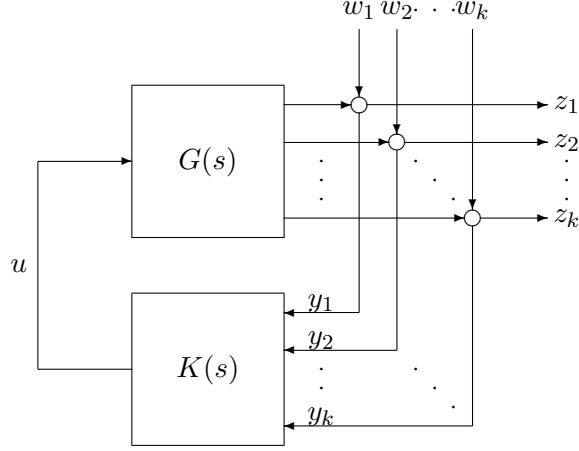 w₁ w₂ · · · wₖ
z₁
G(s)
z₂
zₖ
u
y₁
y₂
K(s)
yₖ